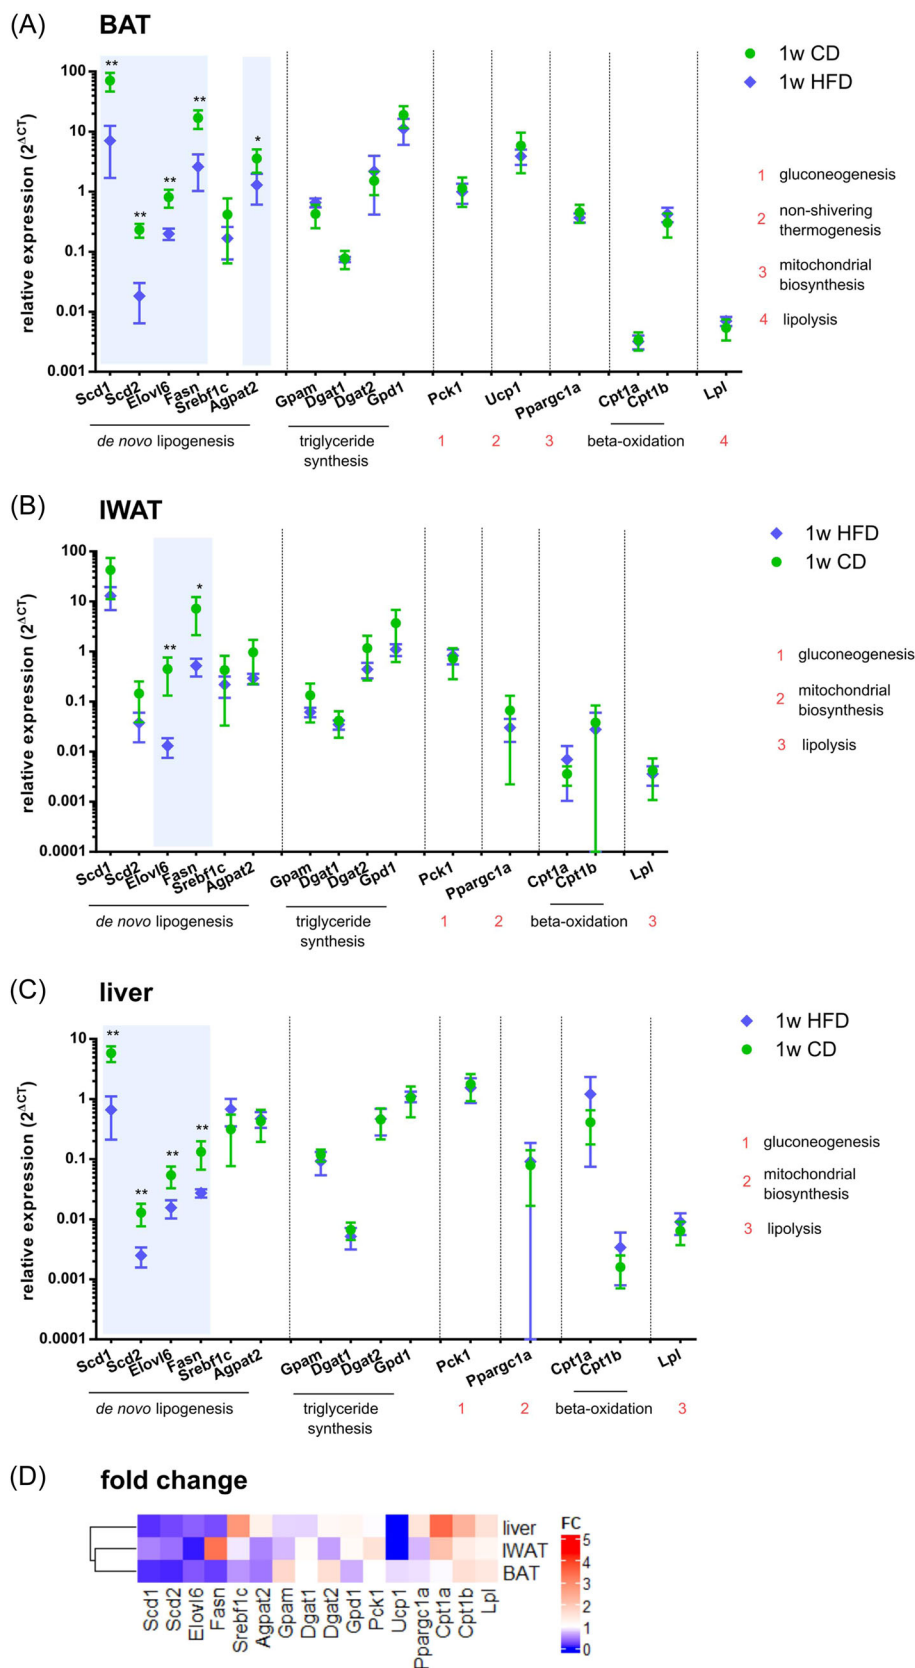 (A) BAT
1w CD
1w HFD
**
**
**
**
*
relative expression (2^ΔCT)
100
10
1
0.1
0.01
0.001
Scd1 Scd2 Elovl6 Fasn Srebf1c Agpat2 Gpam Dgat1 Dgat2 Gpd1 Pck1 Ucp1 Ppargc1a Cpt1a Cpt1b Lpl
de novo lipogenesis
triglyceride
synthesis
1 2 3
beta-oxidation
4
1 gluconeogenesis
2 non-shivering
thermogenesis
3 mitochondrial
biosynthesis
4 lipolysis
(B) IWAT
1w HFD
1w CD
**
*
relative expression (2^ΔCT)
100
10
1
0.1
0.01
0.001
0.0001
Scd1 Scd2 Elovl6 Fasn Srebf1c Agpat2 Gpam Dgat1 Dgat2 Gpd1 Pck1 Ppargc1a Cpt1a Cpt1b Lpl
de novo lipogenesis
triglyceride
synthesis
1 2
beta-oxidation
3
1 gluconeogenesis
2 mitochondrial
biosynthesis
3 lipolysis
(C) liver
1w HFD
1w CD
**
**
**
**
relative expression (2^ΔCT)
10
1
0.1
0.01
0.001
0.0001
Scd1 Scd2 Elovl6 Fasn Srebf1c Agpat2 Gpam Dgat1 Dgat2 Gpd1 Pck1 Ppargc1a Cpt1a Cpt1b Lpl
de novo lipogenesis
triglyceride
synthesis
1 2
beta-oxidation
3
1 gluconeogenesis
2 mitochondrial
biosynthesis
3 lipolysis
(D) fold change
liver
IWAT
BAT
Scd1 Scd2 Elovl6 Fasn Srebf1c Agpat2 Gpam Dgat1 Dgat2 Gpd1 Pck1 Ucp1 Ppargc1a Cpt1a Cpt1b Lpl
FC
5
4
3
2
1
0